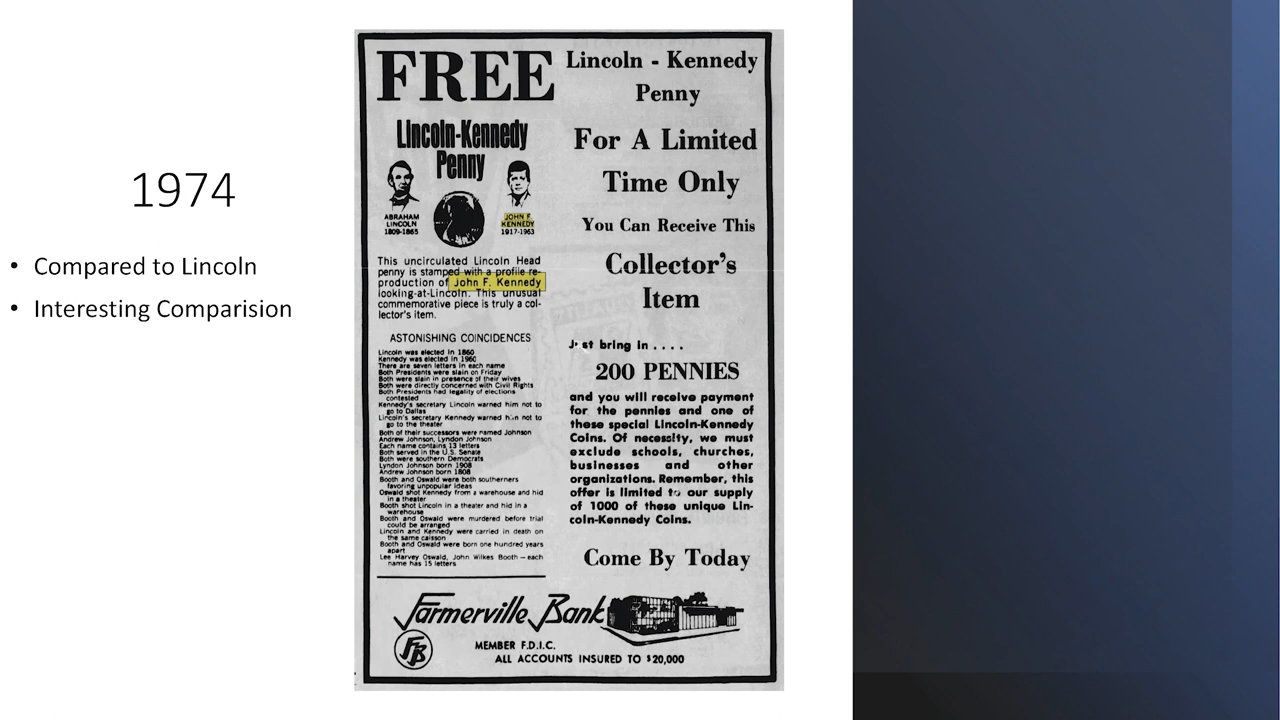 1974
• Compared to Lincoln
• Interesting Comparision
FREE
Lincoln-Kennedy
Penny
ABRAHAM
LINCOLN
1809-1865
JOHN F.
KENNEDY
1917-1963
This uncirculated Lincoln Head
penny is stamped with a profile re-
production of John F. Kennedy
looking-at-Lincoln. This unusual
commemorative piece is truly a col-
lector's item.
ASTONISHING COINCIDENCES
Lincoln was elected in 1860
Kennedy was elected in 1960
There are seven letters in each name
Both Presidents were slain on Friday
Both were slain in presence of their wives
Both were directly concerned with Civil Rights
Both Presidents had legality of elections
contested
Kennedy's secretary Lincoln warned him not to
go to Dallas
Lincoln's secretary Kennedy warned him not to
go to the theater
Both of their successors were named Johnson
Andrew Johnson, Lyndon Johnson
Each name contains 13 letters
Both served in the U.S. Senate
Both were southern Democrats
Lyndon Johnson born 1908
Andrew Johnson born 1808
Booth and Oswald were both southerners
favoring unpopular ideas
Oswald shot Kennedy from a warehouse and hid
in a theater
Booth shot Lincoln in a theater and hid in a
warehouse
Booth and Oswald were murdered before trial
could be arranged
Lincoln and Kennedy were carried in death on
the same caisson
Booth and Oswald were born one hundred years
apart
Lee Harvey Oswald, John Wilkes Booth — each
name has 15 letters
Lincoln - Kennedy
Penny
For A Limited
Time Only
You Can Receive This
Collector's
Item
Just bring in . . . .
200 PENNIES
and you will receive payment
for the pennies and one of
these special Lincoln-Kennedy
Coins. Of necessity, we must
exclude schools, churches,
businesses and other
organizations. Remember, this
offer is limited to our supply
of 1000 of these unique Lin-
coln-Kennedy Coins.
Come By Today
Farmerville Bank
FB
MEMBER F.D.I.C.
ALL ACCOUNTS INSURED TO $20,000